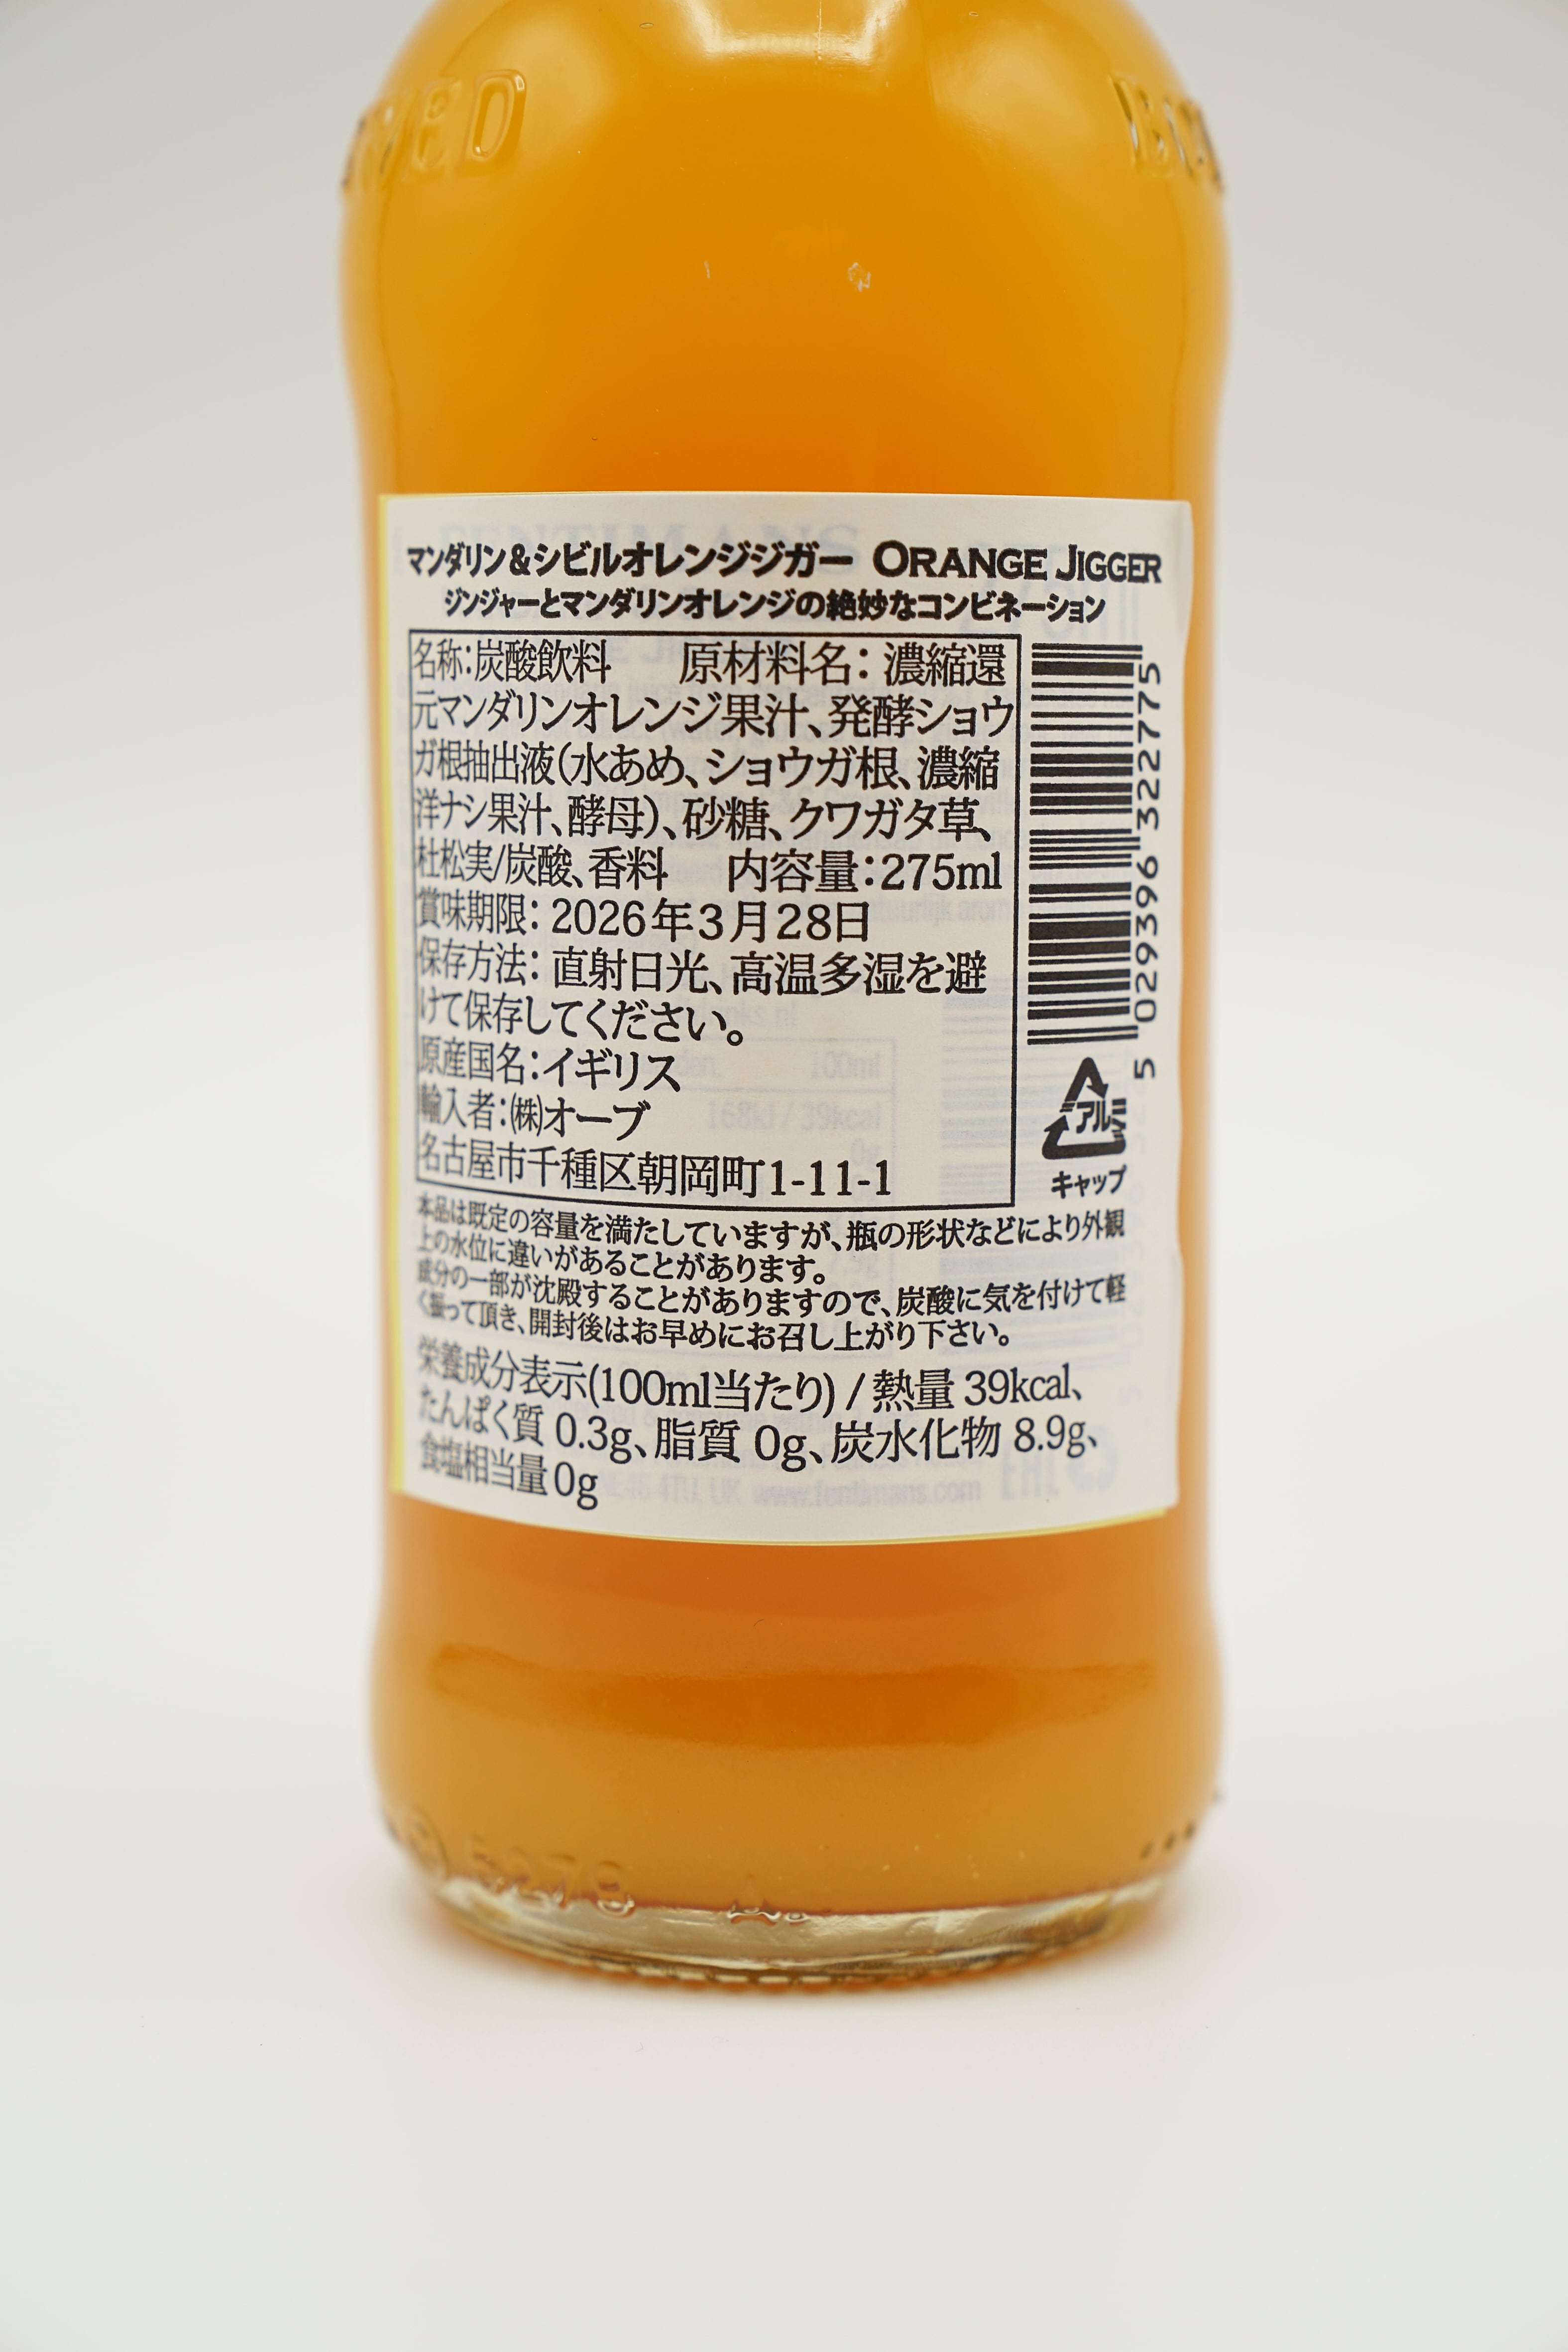 マンダリン&シビルオレンジジガー ORANGE JIGGER
ジンジャーとマンダリンオレンジの絶妙なコンビネーション
名称:炭酸飲料 原材料名:濃縮還
元マンダリンオレンジ果汁、発酵ショウ
ガ根抽出液(水あめ、ショウガ根、濃縮
洋ナシ果汁、酵母)、砂糖、クワガタ草、
杜松実/炭酸、香料 内容量:275ml
賞味期限:2026年3月28日
保存方法:直射日光、高温多湿を避
けて保存してください。
原産国名:イギリス
輸入者:㈱オーブ
名古屋市千種区朝岡町1-11-1
5 029396 322775
アルミ
キャップ
本品は既定の容量を満たしていますが、瓶の形状などにより外観
上の水位に違いがあることがあります。
成分の一部が沈殿することがありますので、炭酸に気を付けて軽
く振って頂き、開封後はお早めにお召し上がり下さい。
栄養成分表示(100ml当たり) / 熱量 39kcal、
たんぱく質 0.3g、脂質 0g、炭水化物 8.9g、
食塩相当量0g